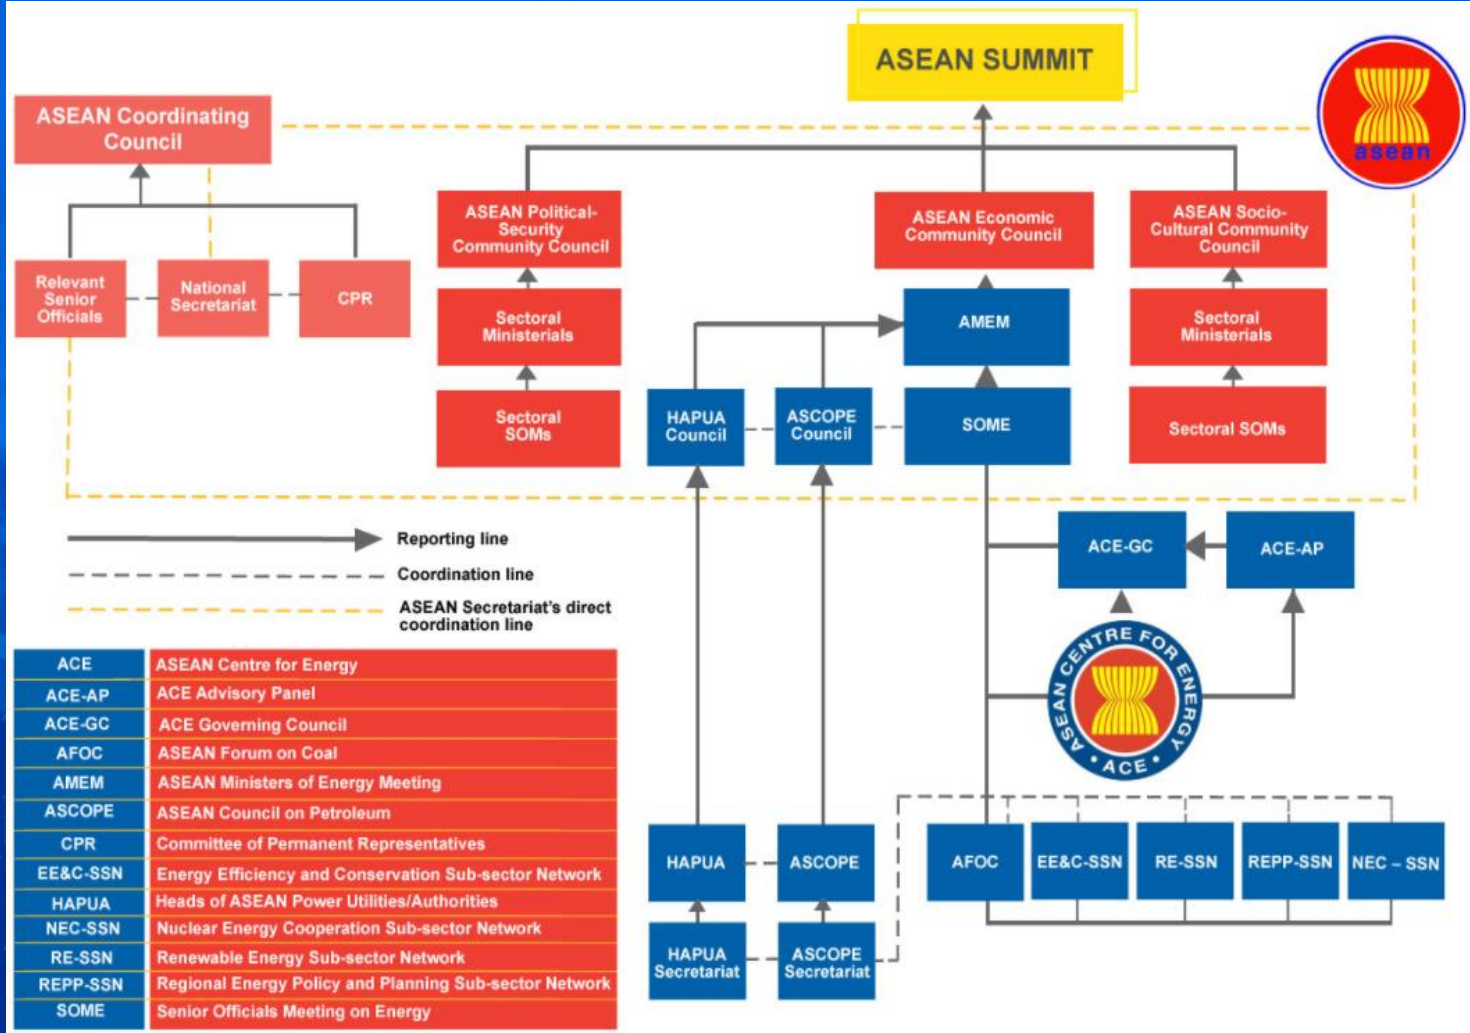 ASEAN SUMMIT
asean
ASEAN Coordinating
Council
Relevant
Senior
Officials
National
Secretariat
CPR
ASEAN Political-
Security
Community Council
Sectoral
Ministerials
Sectoral
SOMs
ASEAN Economic
Community Council
AMEM
SOME
HAPUA
Council
ASCOPE
Council
ASEAN Socio-
Cultural Community
Council
Sectoral
Ministerials
Sectoral SOMs
Reporting line
Coordination line
ASEAN Secretariat's direct
coordination line
ACE-GC
ACE-AP
ASEAN CENTRE FOR ENERGY
• ACE •
HAPUA
ASCOPE
HAPUA
Secretariat
ASCOPE
Secretariat
AFOC
EE&C-SSN
RE-SSN
REPP-SSN
NEC – SSN
ACE ASEAN Centre for Energy
ACE-AP ACE Advisory Panel
ACE-GC ACE Governing Council
AFOC ASEAN Forum on Coal
AMEM ASEAN Ministers of Energy Meeting
ASCOPE ASEAN Council on Petroleum
CPR Committee of Permanent Representatives
EE&C-SSN Energy Efficiency and Conservation Sub-sector Network
HAPUA Heads of ASEAN Power Utilities/Authorities
NEC-SSN Nuclear Energy Cooperation Sub-sector Network
RE-SSN Renewable Energy Sub-sector Network
REPP-SSN Regional Energy Policy and Planning Sub-sector Network
SOME Senior Officials Meeting on Energy